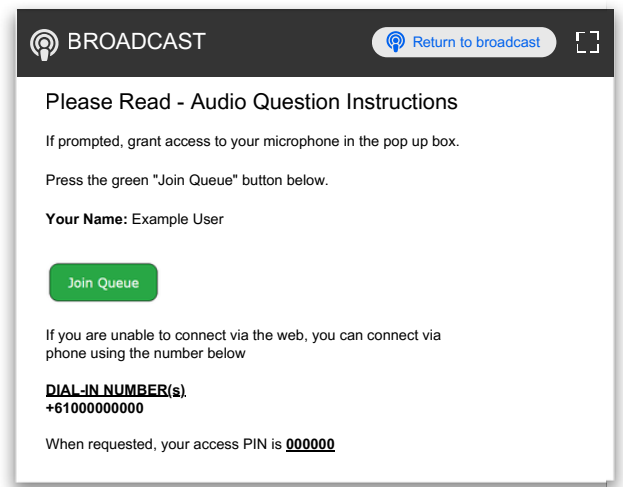 BROADCAST
Return to broadcast
Please Read - Audio Question Instructions
If prompted, grant access to your microphone in the pop up box.
Press the green "Join Queue" button below.
Your Name: Example User
Join Queue
If you are unable to connect via the web, you can connect via
phone using the number below
DIAL-IN NUMBER(s)
+61000000000
When requested, your access PIN is 000000